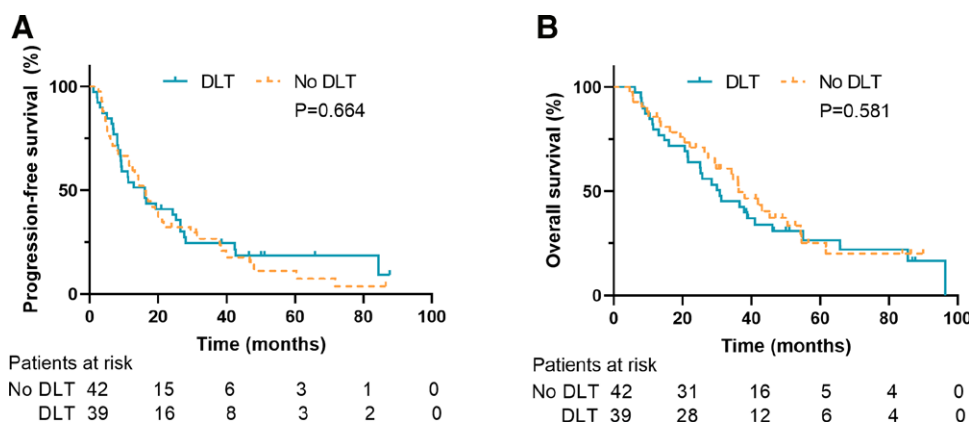 A
Progression-free survival (%)
DLT No DLT
P=0.664
100
50
0
0 20 40 60 80 100
Time (months)
Patients at risk
No DLT 42 15 6 3 1 0
DLT 39 16 8 3 2 0
B
Overall survival (%)
DLT No DLT
P=0.581
100
50
0
0 20 40 60 80 100
Time (months)
Patients at risk
No DLT 42 31 16 5 4 0
DLT 39 28 12 6 4 0